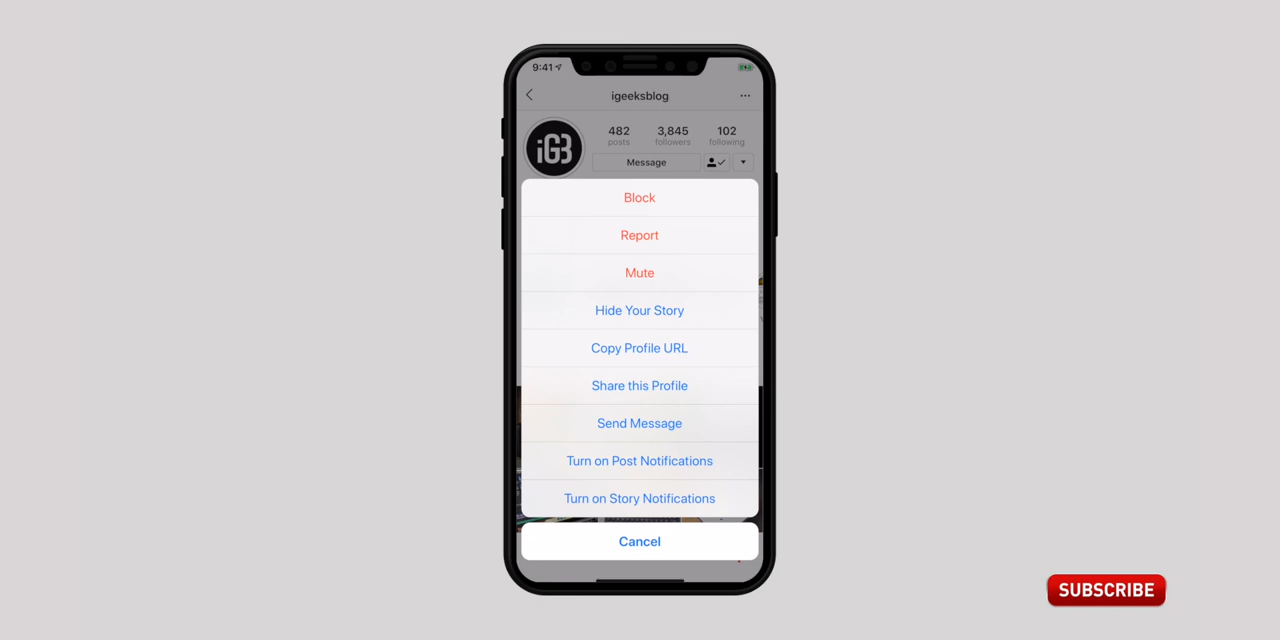 9:41
igeeksblog
...
iGB
482 3,845 102
posts followers following
Message
Block
Report
Mute
Hide Your Story
Copy Profile URL
Share this Profile
Send Message
Turn on Post Notifications
Turn on Story Notifications
Cancel
SUBSCRIBE